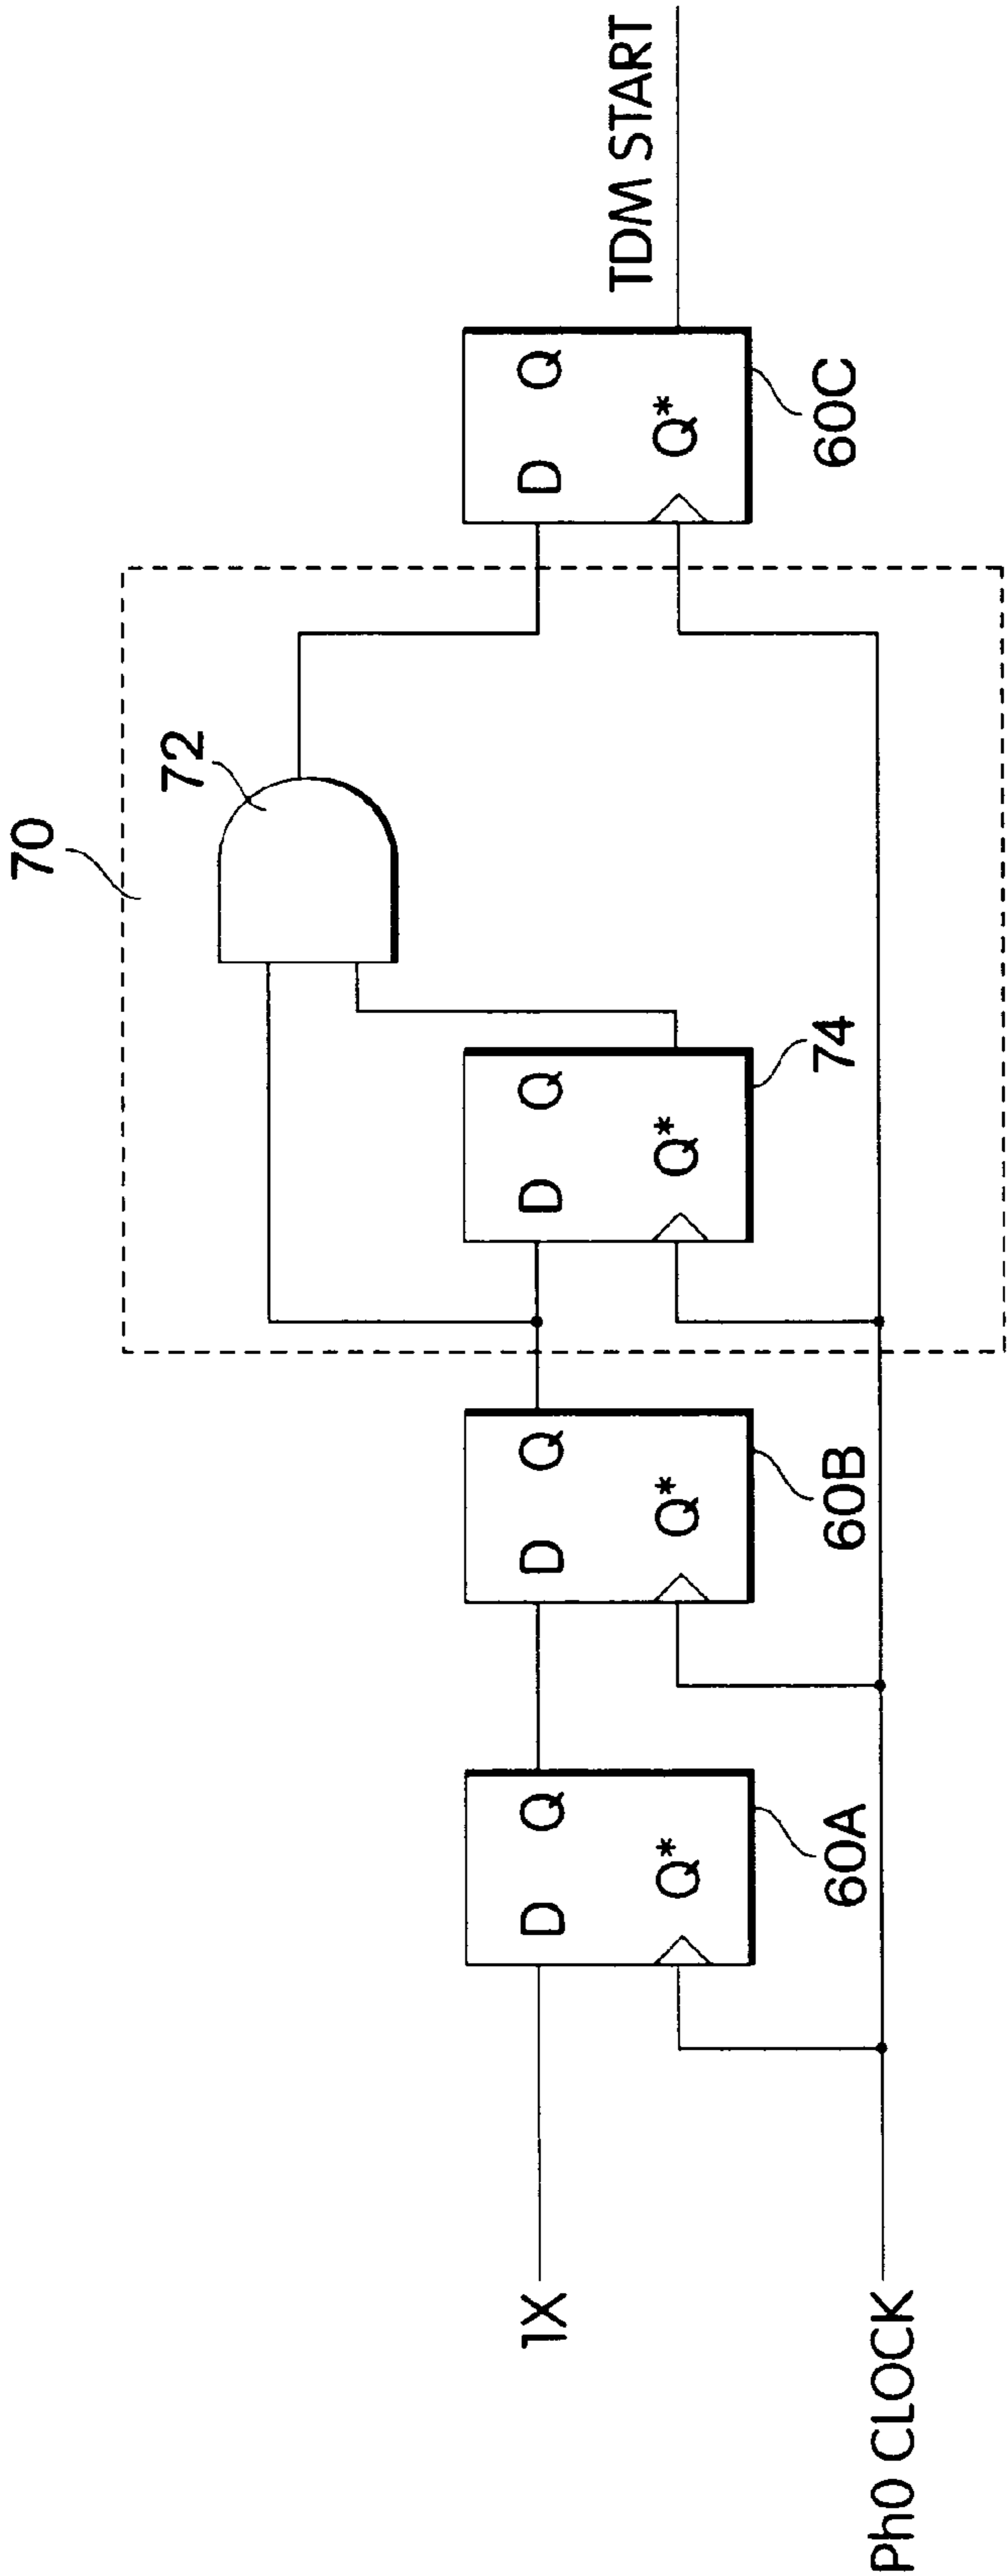 70
72
TDM START
1X
D Q
Q*
60A
D Q
Q*
60B
D Q
Q*
74
D Q
Q*
60C
Ph0 CLOCK